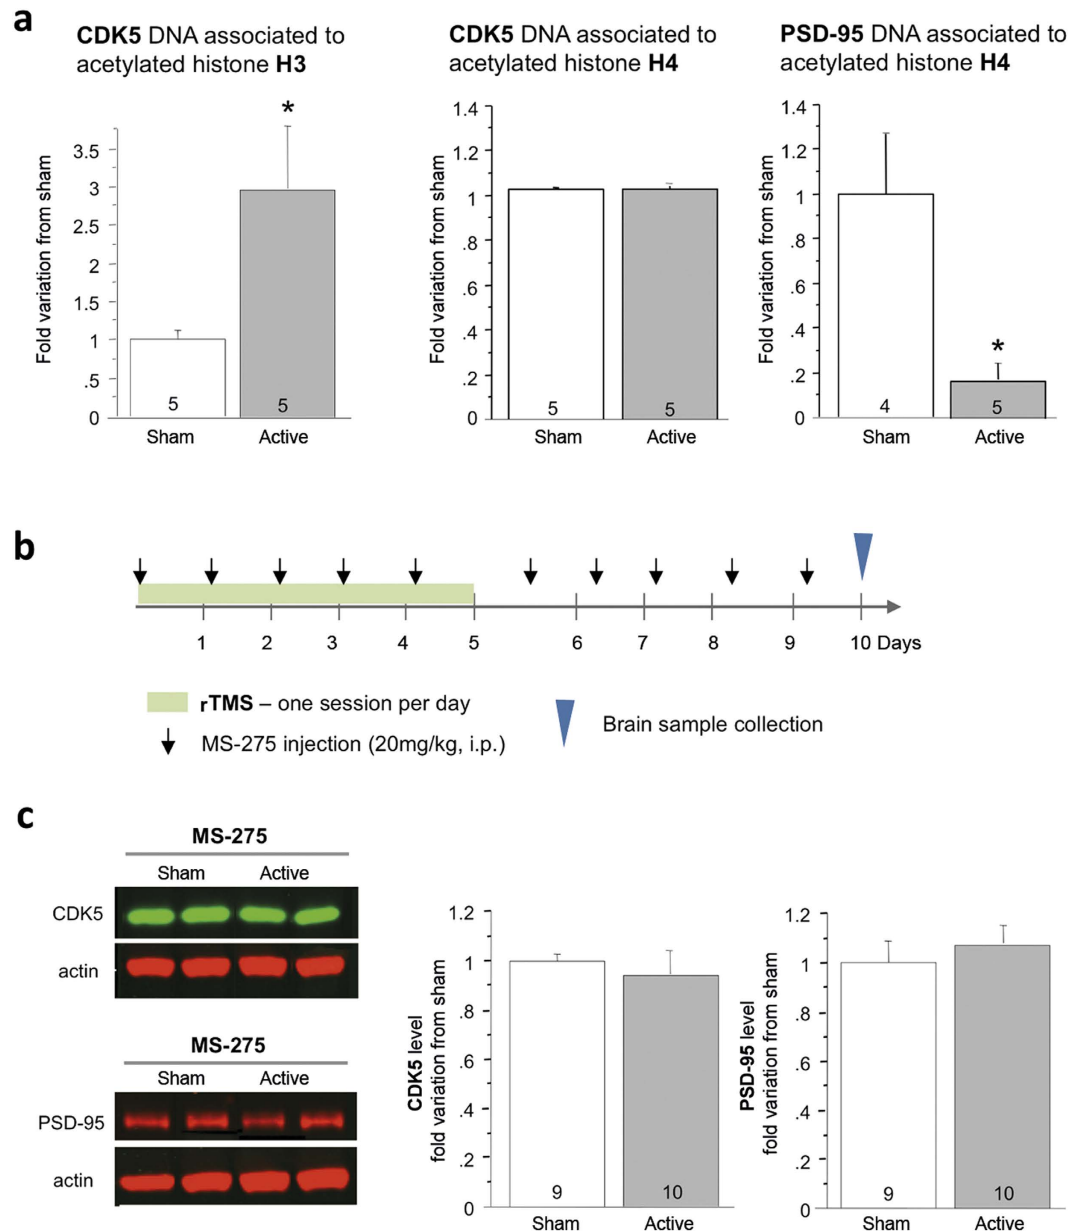 a
CDK5 DNA associated to
acetylated histone H3
Fold variation from sham
3.5
3
2.5
2
1.5
1
.5
0
*
5
5
Sham
Active
CDK5 DNA associated to
acetylated histone H4
Fold variation from sham
1.4
1.2
1
.8
.6
.4
.2
0
5
5
Sham
Active
PSD-95 DNA associated to
acetylated histone H4
Fold variation from sham
1.4
1.2
1
.8
.6
.4
.2
0
*
4
5
Sham
Active
b
1 2 3 4 5 6 7 8 9 10 Days
rTMS – one session per day
MS-275 injection (20mg/kg, i.p.)
Brain sample collection
c
MS-275
Sham Active
CDK5
actin
MS-275
Sham Active
PSD-95
actin
CDK5 level
fold variation from sham
1.2
1
.8
.6
.4
.2
0
9
10
Sham
Active
PSD-95 level
fold variation from sham
1.2
1
.8
.6
.4
.2
0
9
10
Sham
Active